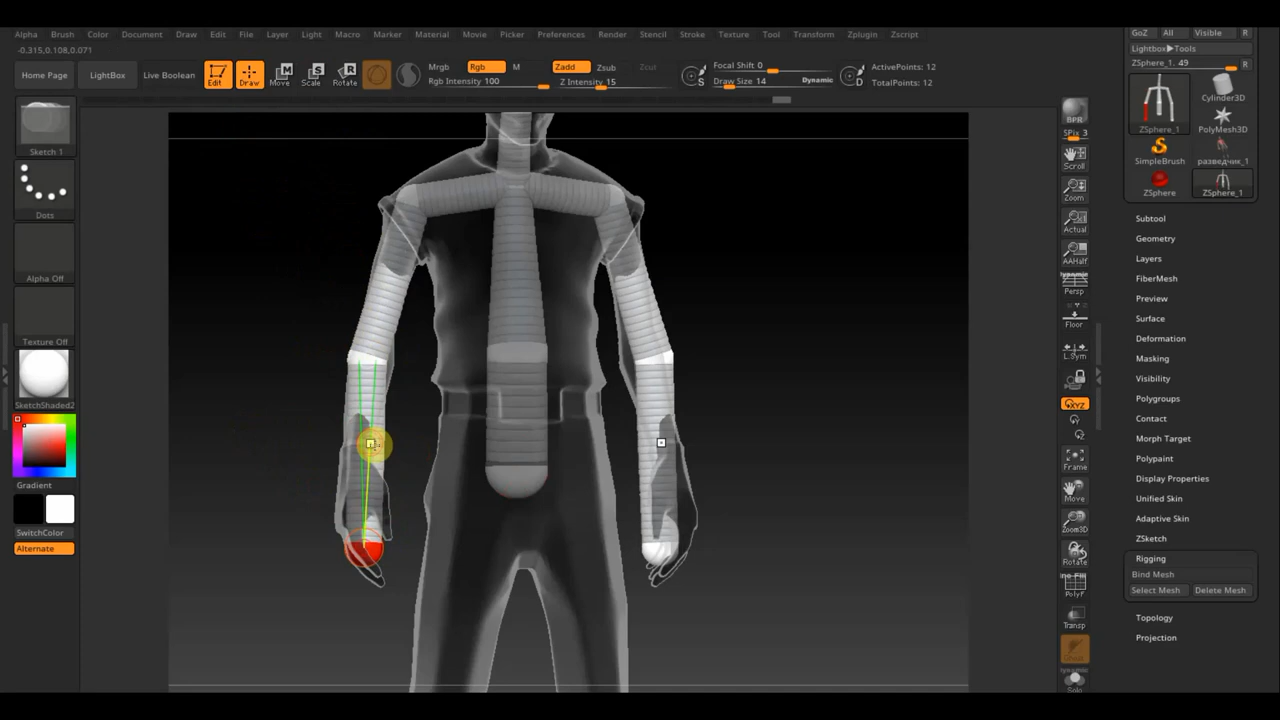 Alpha Brush Color Document Draw Edit File Layer Light Macro Marker Material Movie Picker Preferences Render Stencil Stroke Texture Tool Transform Zplugin Zscript
-0.315,0.108,0.071
Home Page
LightBox
Live Boolean
Edit
Draw
Move
Scale
Rotate
Mrgb Rgb M
Rgb Intensity 100
Zadd Zsub Zcut
Z Intensity 15
Focal Shift 0
Draw Size 14
Dynamic
ActivePoints: 12
TotalPoints: 12
Sketch 1
Dots
Alpha Off
Texture Off
SketchShaded2
Gradient
SwitchColor
Alternate
BPR
SPix 3
Scroll
Zoom
Actual
AAHalf
Persp
Floor
L.Sym
XYZ
Frame
Move
Zoom3D
Rotate
PolyF
Transp
Solo
GoZ All Visible R
Lightbox▶Tools
ZSphere_1. 49 R
ZSphere_1
Cylinder3D
PolyMesh3D
SimpleBrush
разведчик_1
ZSphere
ZSphere_1
Subtool
Geometry
Layers
FiberMesh
Preview
Surface
Deformation
Masking
Visibility
Polygroups
Contact
Morph Target
Polypaint
Display Properties
Unified Skin
Adaptive Skin
ZSketch
Rigging
Bind Mesh
Select Mesh Delete Mesh
Topology
Projection